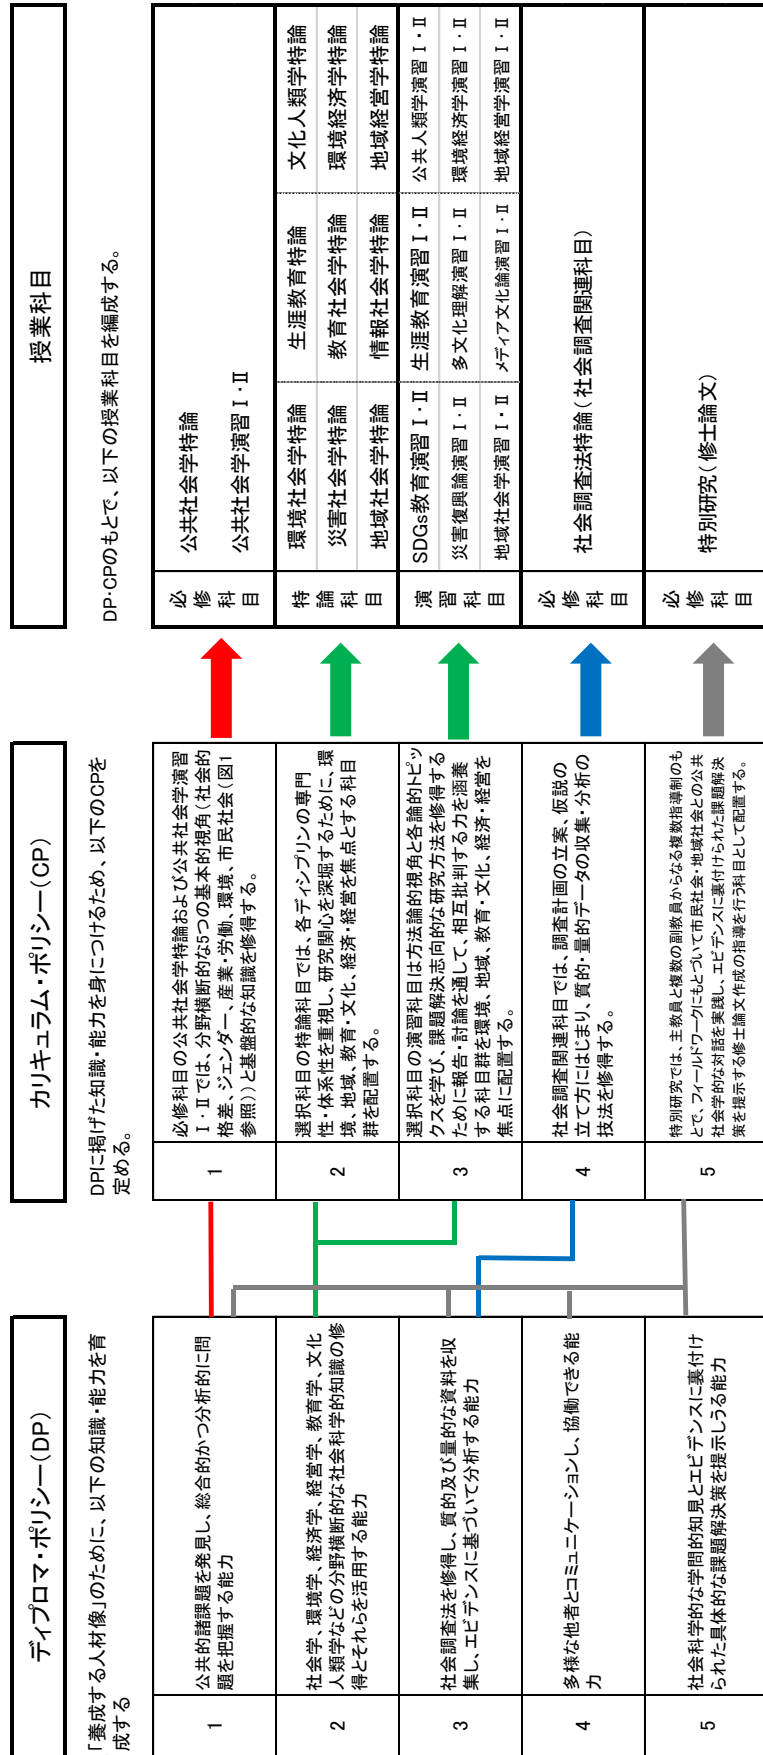 ディプロマ・ポリシー(DP)
「養成する人材像」のために、以下の知識・能力を育
成する
1
公共的諸課題を発見し、総合的かつ分析的に問
題を把握する能力
2
社会学、環境学、経済学、経営学、教育学、文化
人類学などの分野横断的な社会科学的知識の修
得とそれらを活用する能力
3
社会調査法を修得し、質的及び量的な資料を収
集し、エビデンスに基づいて分析する能力
4
多様な他者とコミュニケーションし、協働できる能
力
5
社会科学的な学問的知見とエビデンスに裏付け
られた具体的な課題解決策を提示しうる能力
カリキュラム・ポリシー(CP)
DPに掲げた知識・能力を身につけるため、以下のCPを
定める。
1
必修科目の公共社会学特論および公共社会学演習
Ⅰ・Ⅱでは、分野横断的な5つの基本的視角(社会的
格差、ジェンダー、産業・労働、環境、市民社会(図1
参照))と基盤的な知識を修得する。
2
選択科目の特論科目では、各ディシプリンの専門
性・体系性を重視し、研究関心を深堀するために、環
境、地域、教育・文化、経済・経営を焦点とする科目
群を配置する。
3
選択科目の演習科目は方法論的視角と各論的トピッ
クスを学び、課題解決志向的な研究方法を修得する
ために報告・討論を通して、相互批判する力を涵養
する科目群を環境、地域、教育・文化、経済・経営を
焦点に配置する。
4
社会調査関連科目では、調査計画の立案、仮説の
立て方にはじまり、質的・量的データの収集・分析の
技法を修得する。
5
特別研究では、主教員と複数の副教員からなる複数指導制のも
とで、フィールドワークにもとづいて市民社会・地域社会との公共
社会学的な対話を実践し、エビデンスに裏付けられた課題解決
策を提示する修士論文作成の指導を行う科目として配置する。
授業科目
DP・CPのもとで、以下の授業科目を編成する。
必修科目
公共社会学特論
公共社会学演習Ⅰ・Ⅱ
特論科目
環境社会学特論 生涯教育特論 文化人類学特論
災害社会学特論 教育社会学特論 環境経済学特論
地域社会学特論 情報社会学特論 地域経営学特論
演習科目
SDGs教育演習Ⅰ・Ⅱ 生涯教育演習Ⅰ・Ⅱ 公共人類学演習Ⅰ・Ⅱ
災害復興論演習Ⅰ・Ⅱ 多文化理解演習Ⅰ・Ⅱ 環境経済学演習Ⅰ・Ⅱ
地域社会学演習Ⅰ・Ⅱ メディア文化論演習Ⅰ・Ⅱ 地域経営学演習Ⅰ・Ⅱ
必修科目
社会調査法特論(社会調査関連科目)
必修科目
特別研究(修士論文)